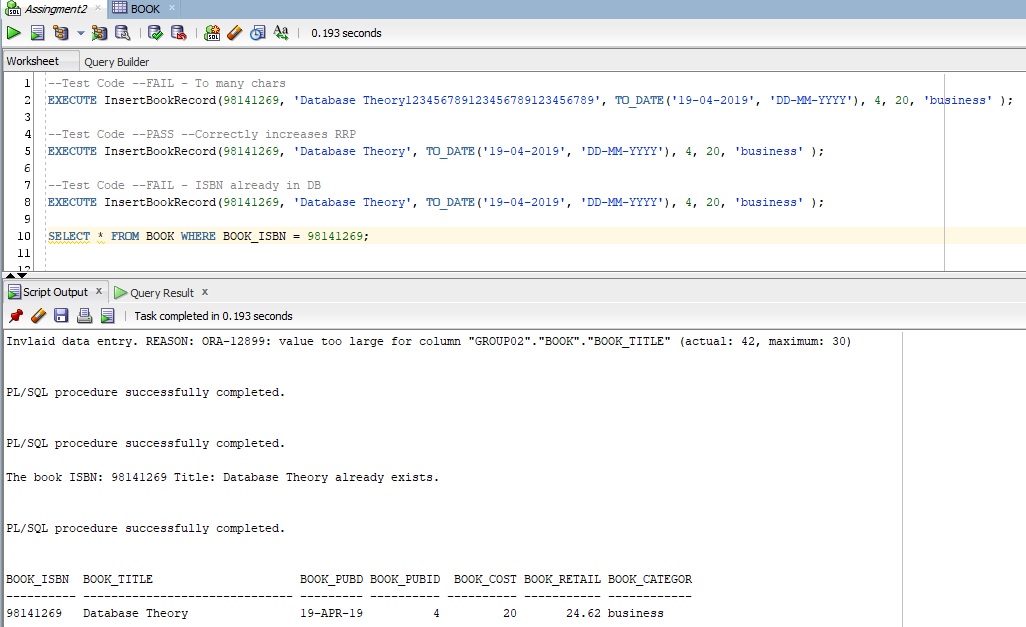 Assingment2 BOOK
0.193 seconds
Worksheet Query Builder
1 --Test Code --FAIL - To many chars
2 EXECUTE InsertBookRecord(98141269, 'Database Theory123456789123456789123456789', TO_DATE('19-04-2019', 'DD-MM-YYYY'), 4, 20, 'business' );
3
4 --Test Code --PASS --Correctly increases RRP
5 EXECUTE InsertBookRecord(98141269, 'Database Theory', TO_DATE('19-04-2019', 'DD-MM-YYYY'), 4, 20, 'business' );
6
7 --Test Code --FAIL - ISBN already in DB
8 EXECUTE InsertBookRecord(98141269, 'Database Theory', TO_DATE('19-04-2019', 'DD-MM-YYYY'), 4, 20, 'business' );
9
10 SELECT * FROM BOOK WHERE BOOK_ISBN = 98141269;
11
12
Script Output x Query Result x
Task completed in 0.193 seconds
Invlaid data entry. REASON: ORA-12899: value too large for column "GROUP02"."BOOK"."BOOK_TITLE" (actual: 42, maximum: 30)
PL/SQL procedure successfully completed.
PL/SQL procedure successfully completed.
The book ISBN: 98141269 Title: Database Theory already exists.
PL/SQL procedure successfully completed.
BOOK_ISBN BOOK_TITLE BOOK_PUBD BOOK_PUBID BOOK_COST BOOK_RETAIL BOOK_CATEGOR
---------- ------------------------------ --------- ---------- ---------- ----------- ------------
98141269 Database Theory 19-APR-19 4 20 24.62 business